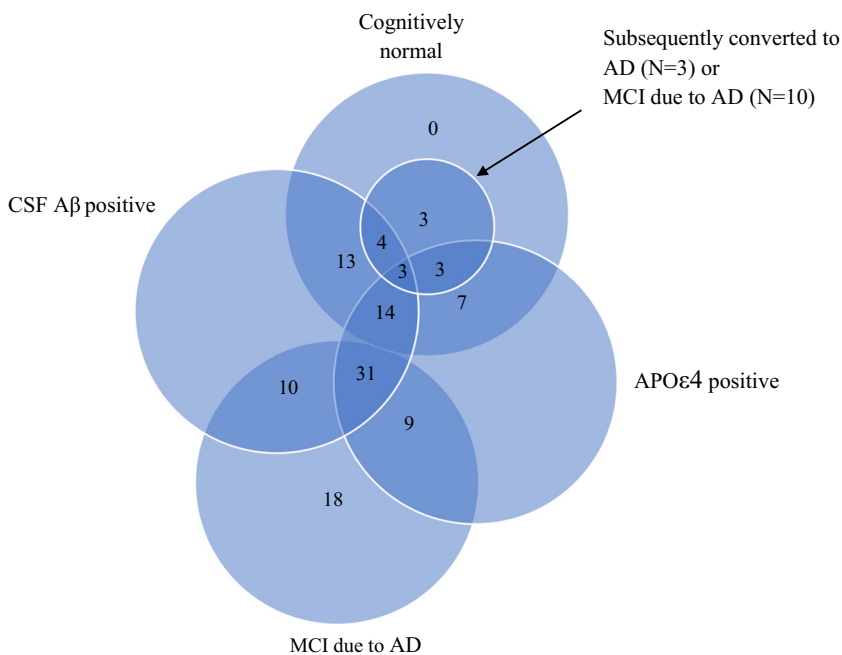 Cognitively
normal
Subsequently converted to
AD (N=3) or
MCI due to AD (N=10)
0
CSF Aβ positive
3
4
13
3
3
7
14
31
10
APOε4 positive
9
18
MCI due to AD